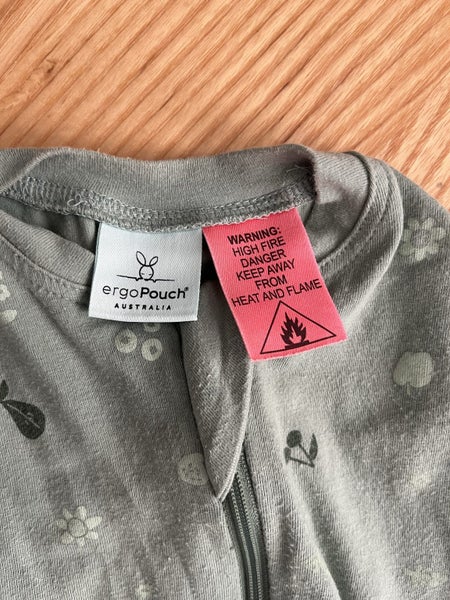 ergoPouch®
AUSTRALIA
WARNING:
HIGH FIRE
DANGER
KEEP AWAY
FROM
HEAT AND FLAME